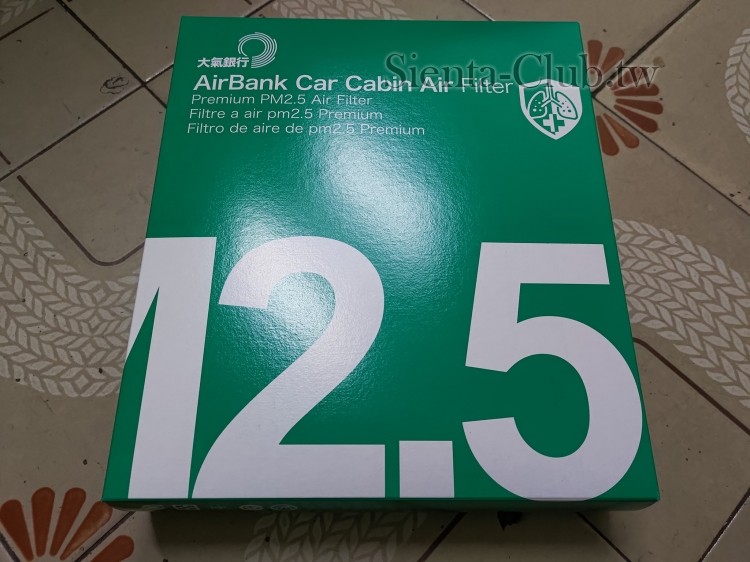 大氣銀行
Sienta-Club.tw
AirBank Car Cabin Air Filter
Premium PM2.5 Air Filter
Filtre a air pm2.5 Premium
Filtro de aire de pm2.5 Premium
M2.5